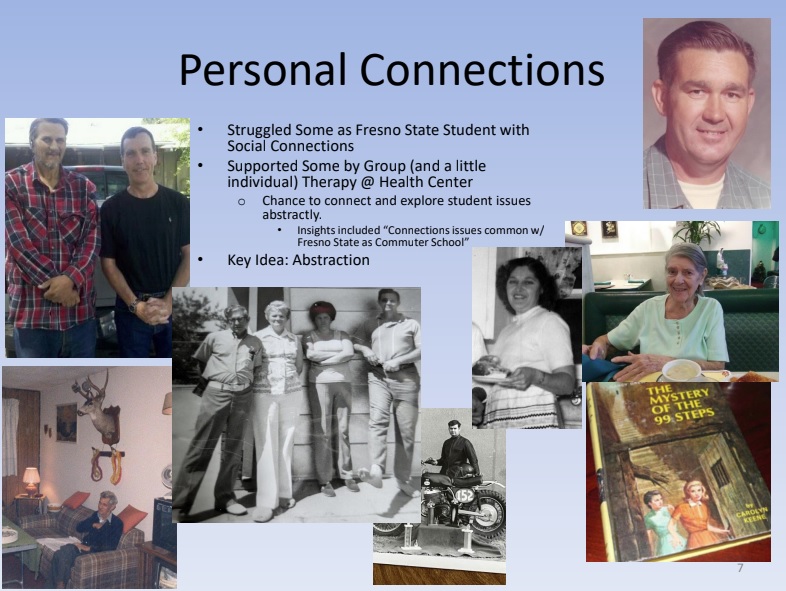 Personal Connections
• Struggled Some as Fresno State Student with
Social Connections
• Supported Some by Group (and a little
individual) Therapy @ Health Center
o Chance to connect and explore student issues
abstractly.
• Insights included “Connections issues common w/
Fresno State as Commuter School”
• Key Idea: Abstraction
152
THE
MYSTERY
OF THE
99 STEPS
by
CAROLYN
KEENE
7